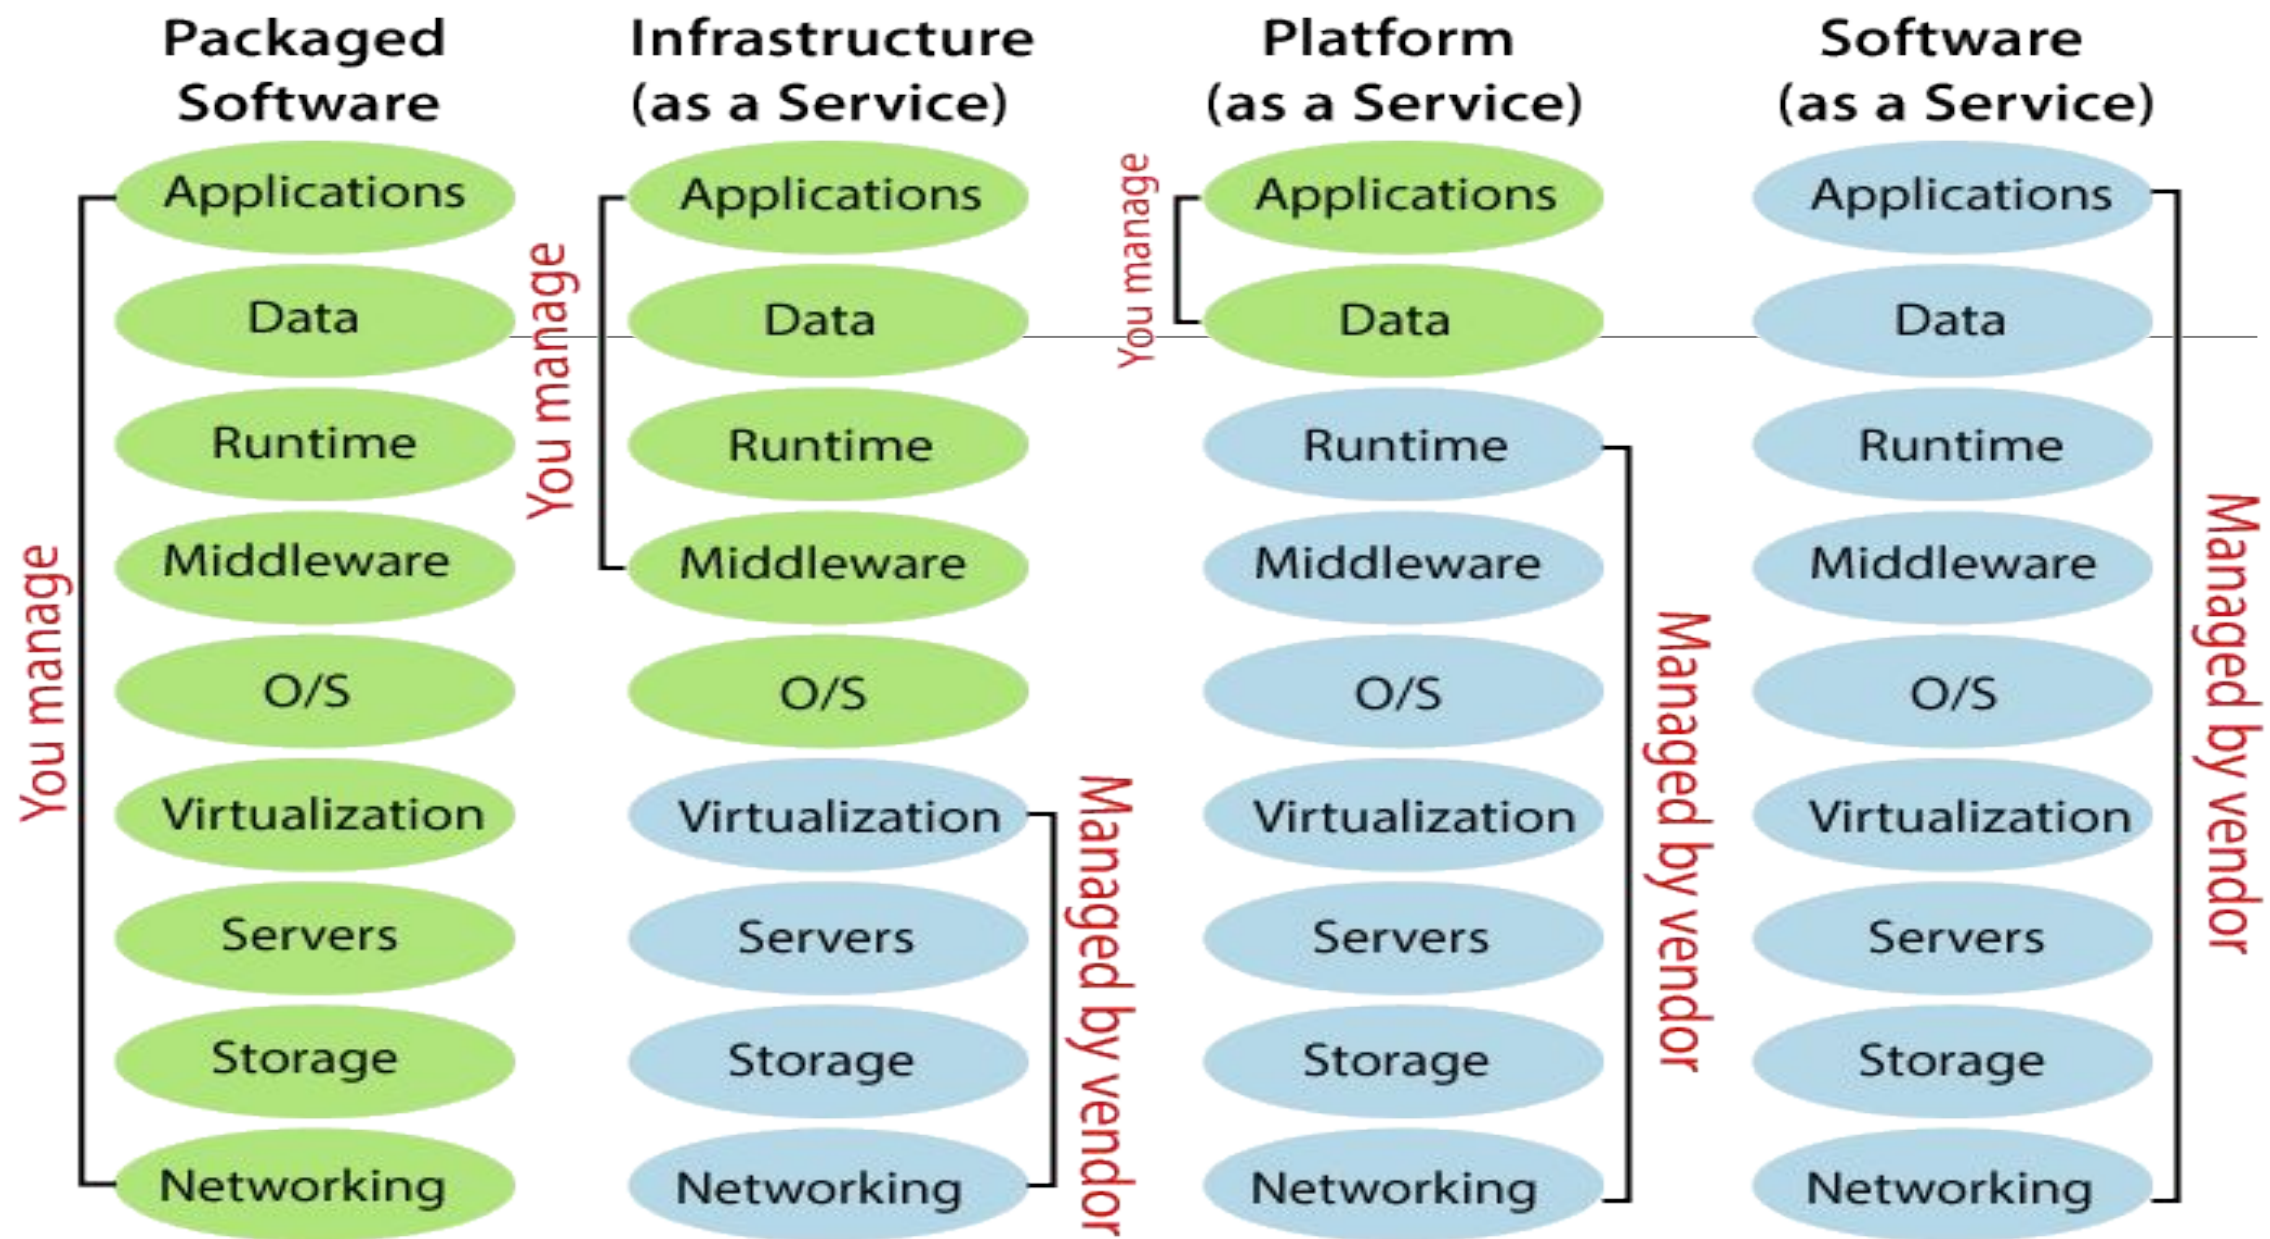 Packaged
Software
Infrastructure
(as a Service)
Platform
(as a Service)
Software
(as a Service)
You manage
Applications
Data
Runtime
Middleware
O/S
Virtualization
Servers
Storage
Networking
You manage
Applications
Data
Runtime
Middleware
O/S
Virtualization
Servers
Storage
Networking
Managed by vendor
You manage
Applications
Data
Runtime
Middleware
O/S
Virtualization
Servers
Storage
Networking
Managed by vendor
Applications
Data
Runtime
Middleware
O/S
Virtualization
Servers
Storage
Networking
Managed by vendor